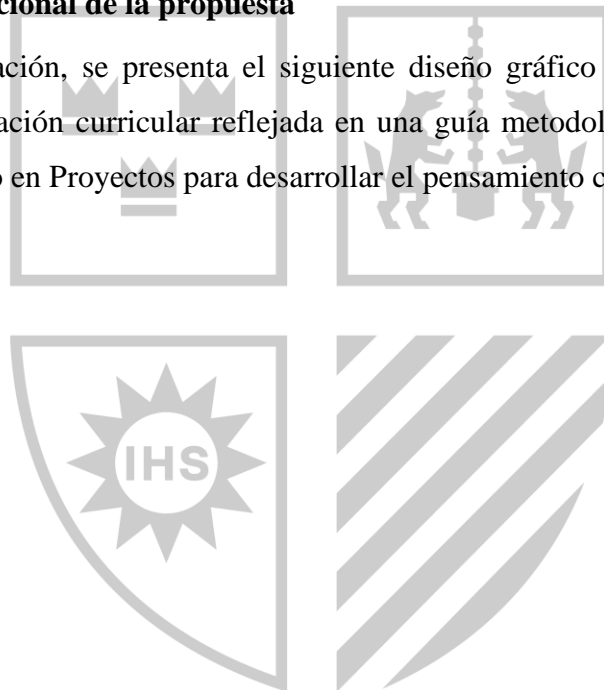 cional de la propuesta
ación, se presenta el siguiente diseño gráfico
ación curricular reflejada en una guía metodol
o en Proyectos para desarrollar el pensamiento c
IHS